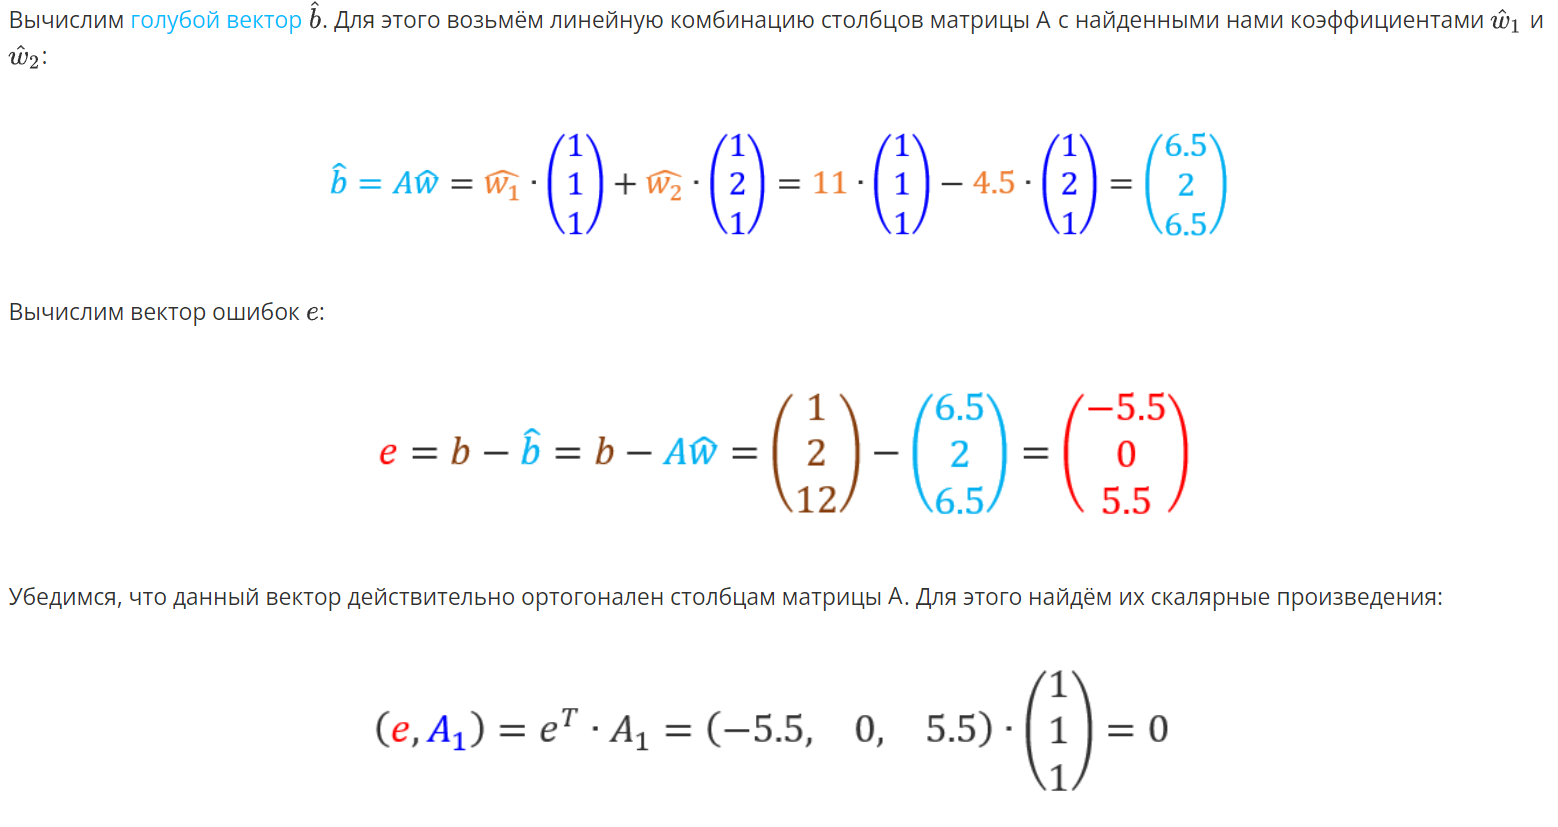 Вычислим голубой вектор b̂. Для этого возьмём линейную комбинацию столбцов матрицы А с найденными нами коэффициентами ŵ₁ и
ŵ₂:
b̂ = Aŵ = ŵ₁ · (1 1 1) + ŵ₂ · (1 2 1) = 11 · (1 1 1) − 4.5 · (1 2 1) = (6.5 2 6.5)
Вычислим вектор ошибок e:
e = b − b̂ = b − Aŵ = (1 2 12) − (6.5 2 6.5) = (−5.5 0 5.5)
Убедимся, что данный вектор действительно ортогонален столбцам матрицы А. Для этого найдём их скалярные произведения:
(e, A₁) = eᵀ · A₁ = (−5.5, 0, 5.5) · (1 1 1) = 0